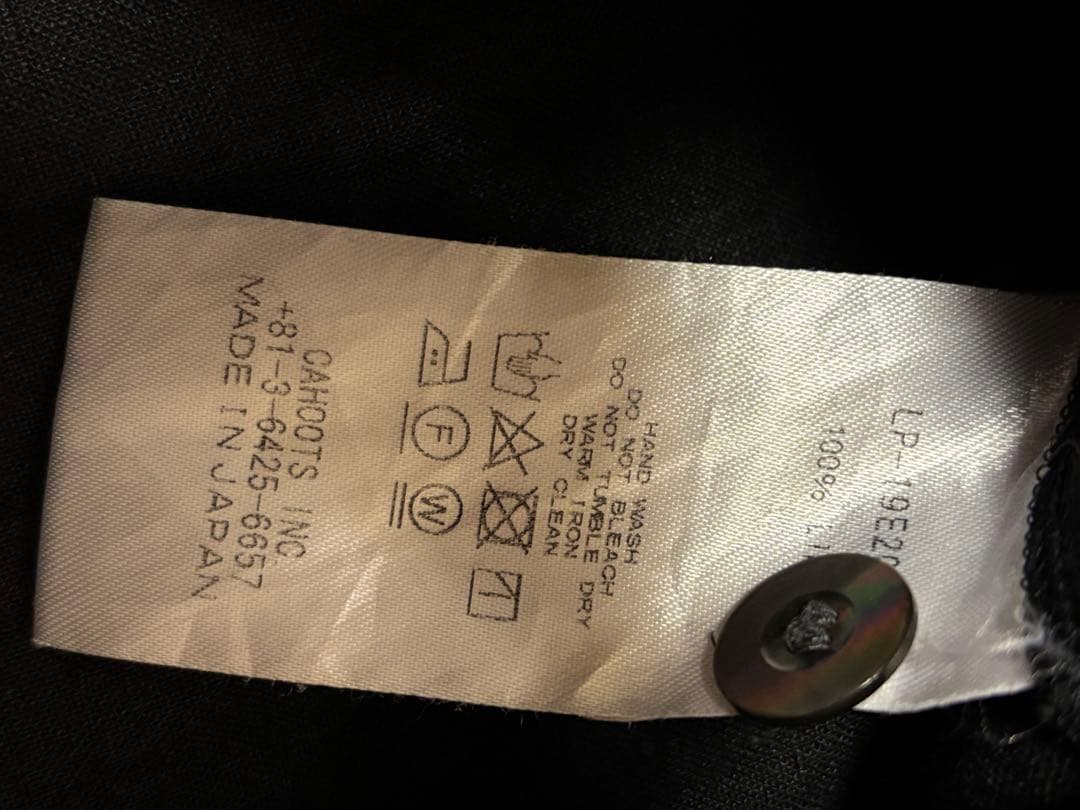 LP-19E2
100%
HAND WASH
DO NOT BLEACH
DO NOT TUMBLE DRY
WARM IRON
DRY CLEAN
F
W
CAHOOTS INC.
+81-3-6425-6657
MADE IN JAPAN